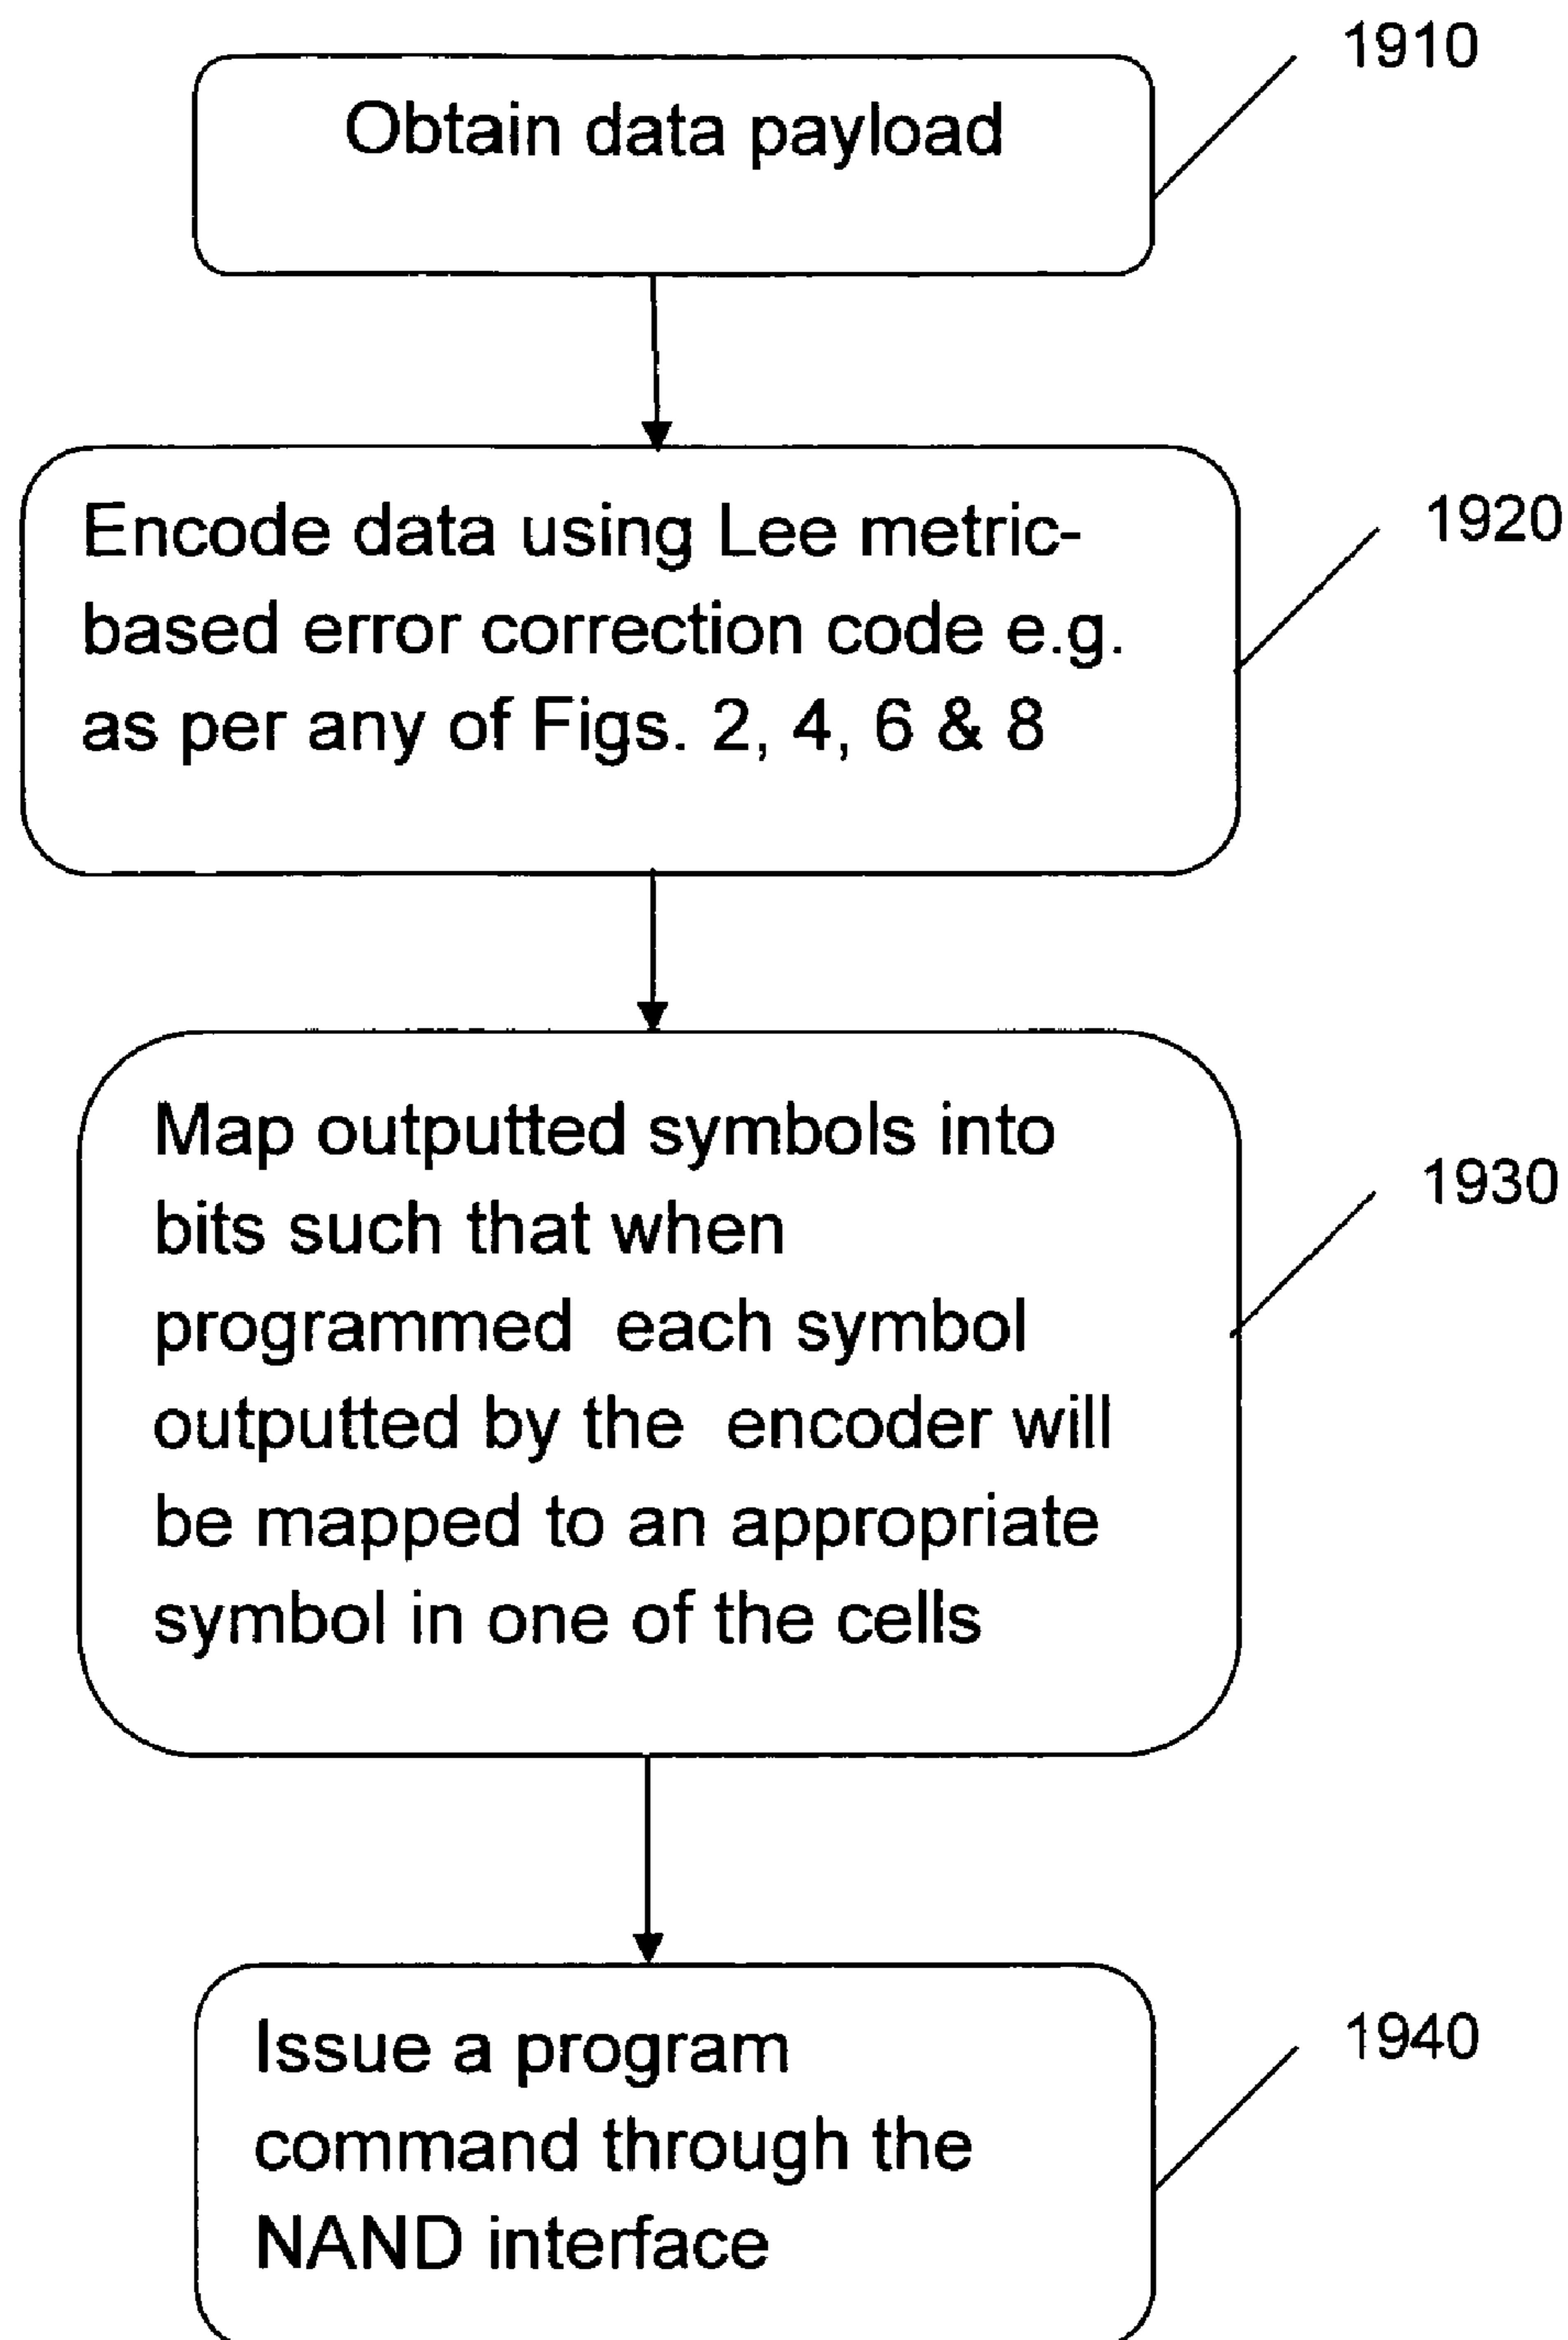 1910
Obtain data payload
1920
Encode data using Lee metric-
based error correction code e.g.
as per any of Figs. 2, 4, 6 & 8
1930
Map outputted symbols into
bits such that when
programmed each symbol
outputted by the encoder will
be mapped to an appropriate
symbol in one of the cells
1940
Issue a program
command through the
NAND interface